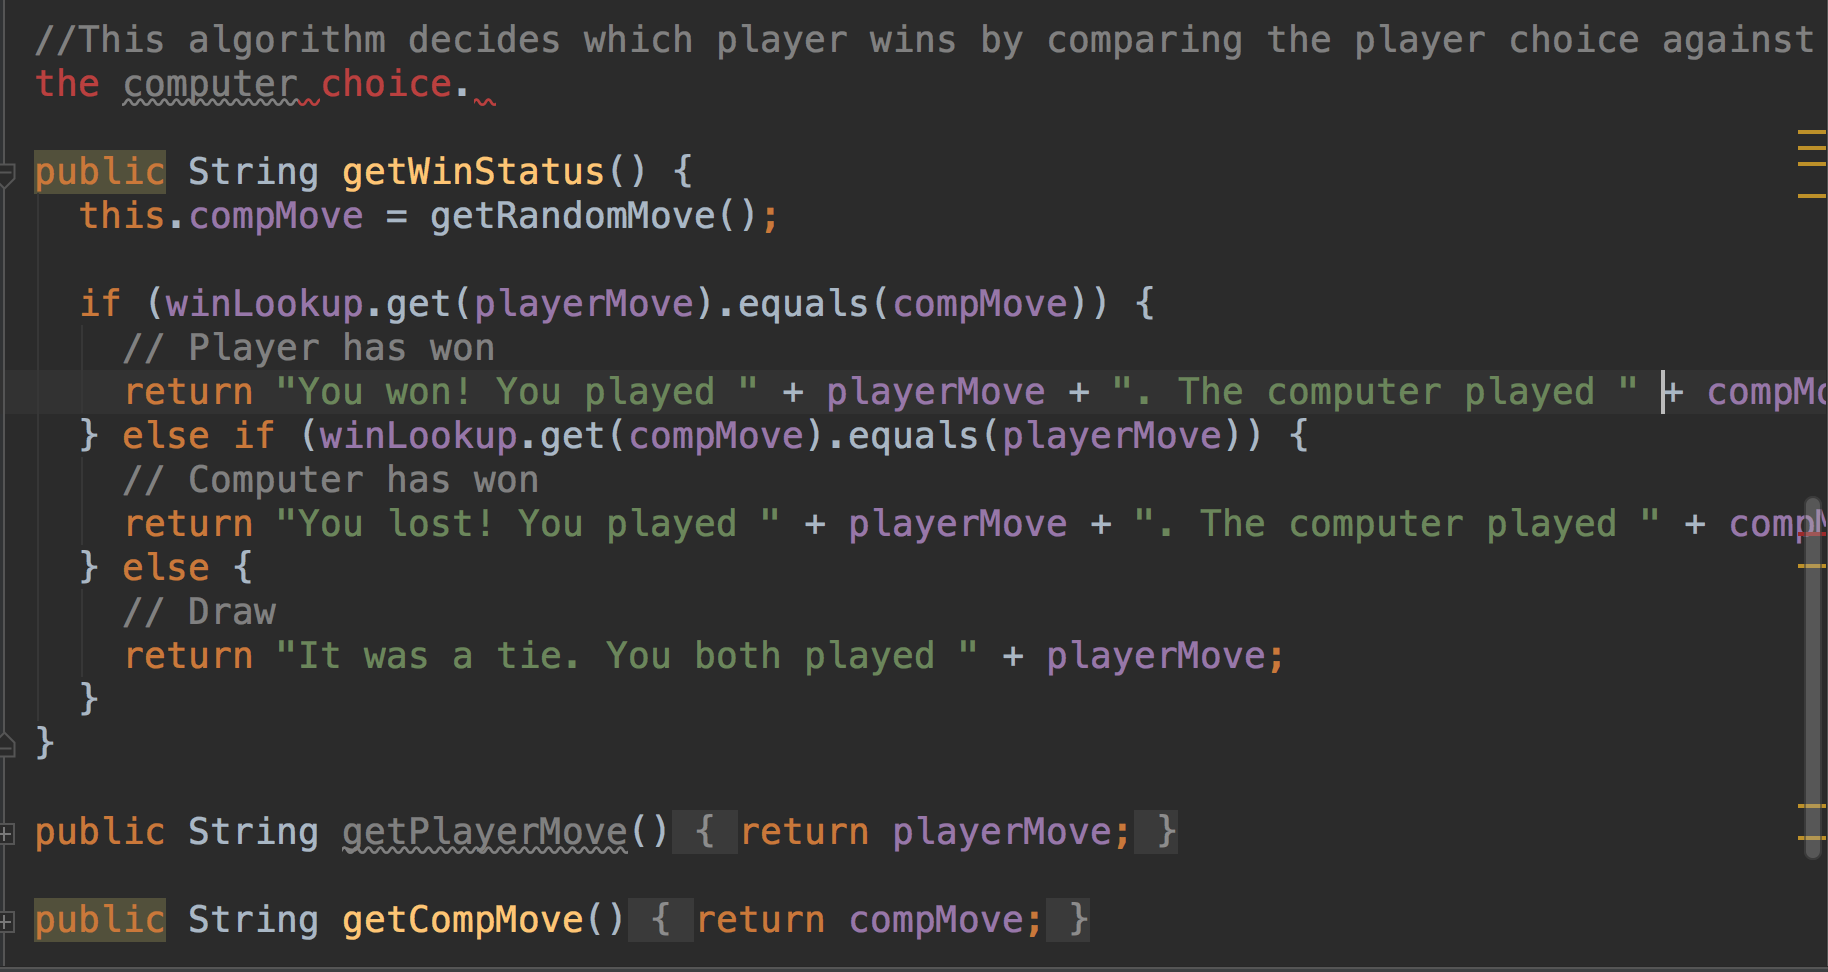 //This algorithm decides which player wins by comparing the player choice against
the computer choice.
public String getWinStatus() {
this.compMove = getRandomMove();
if (winLookup.get(playerMove).equals(compMove)) {
// Player has won
return "You won! You played " + playerMove + ". The computer played " + compMo
} else if (winLookup.get(compMove).equals(playerMove)) {
// Computer has won
return "You lost! You played " + playerMove + ". The computer played " + compM
} else {
// Draw
return "It was a tie. You both played " + playerMove;
}
}
public String getPlayerMove() { return playerMove; }
public String getCompMove() { return compMove; }